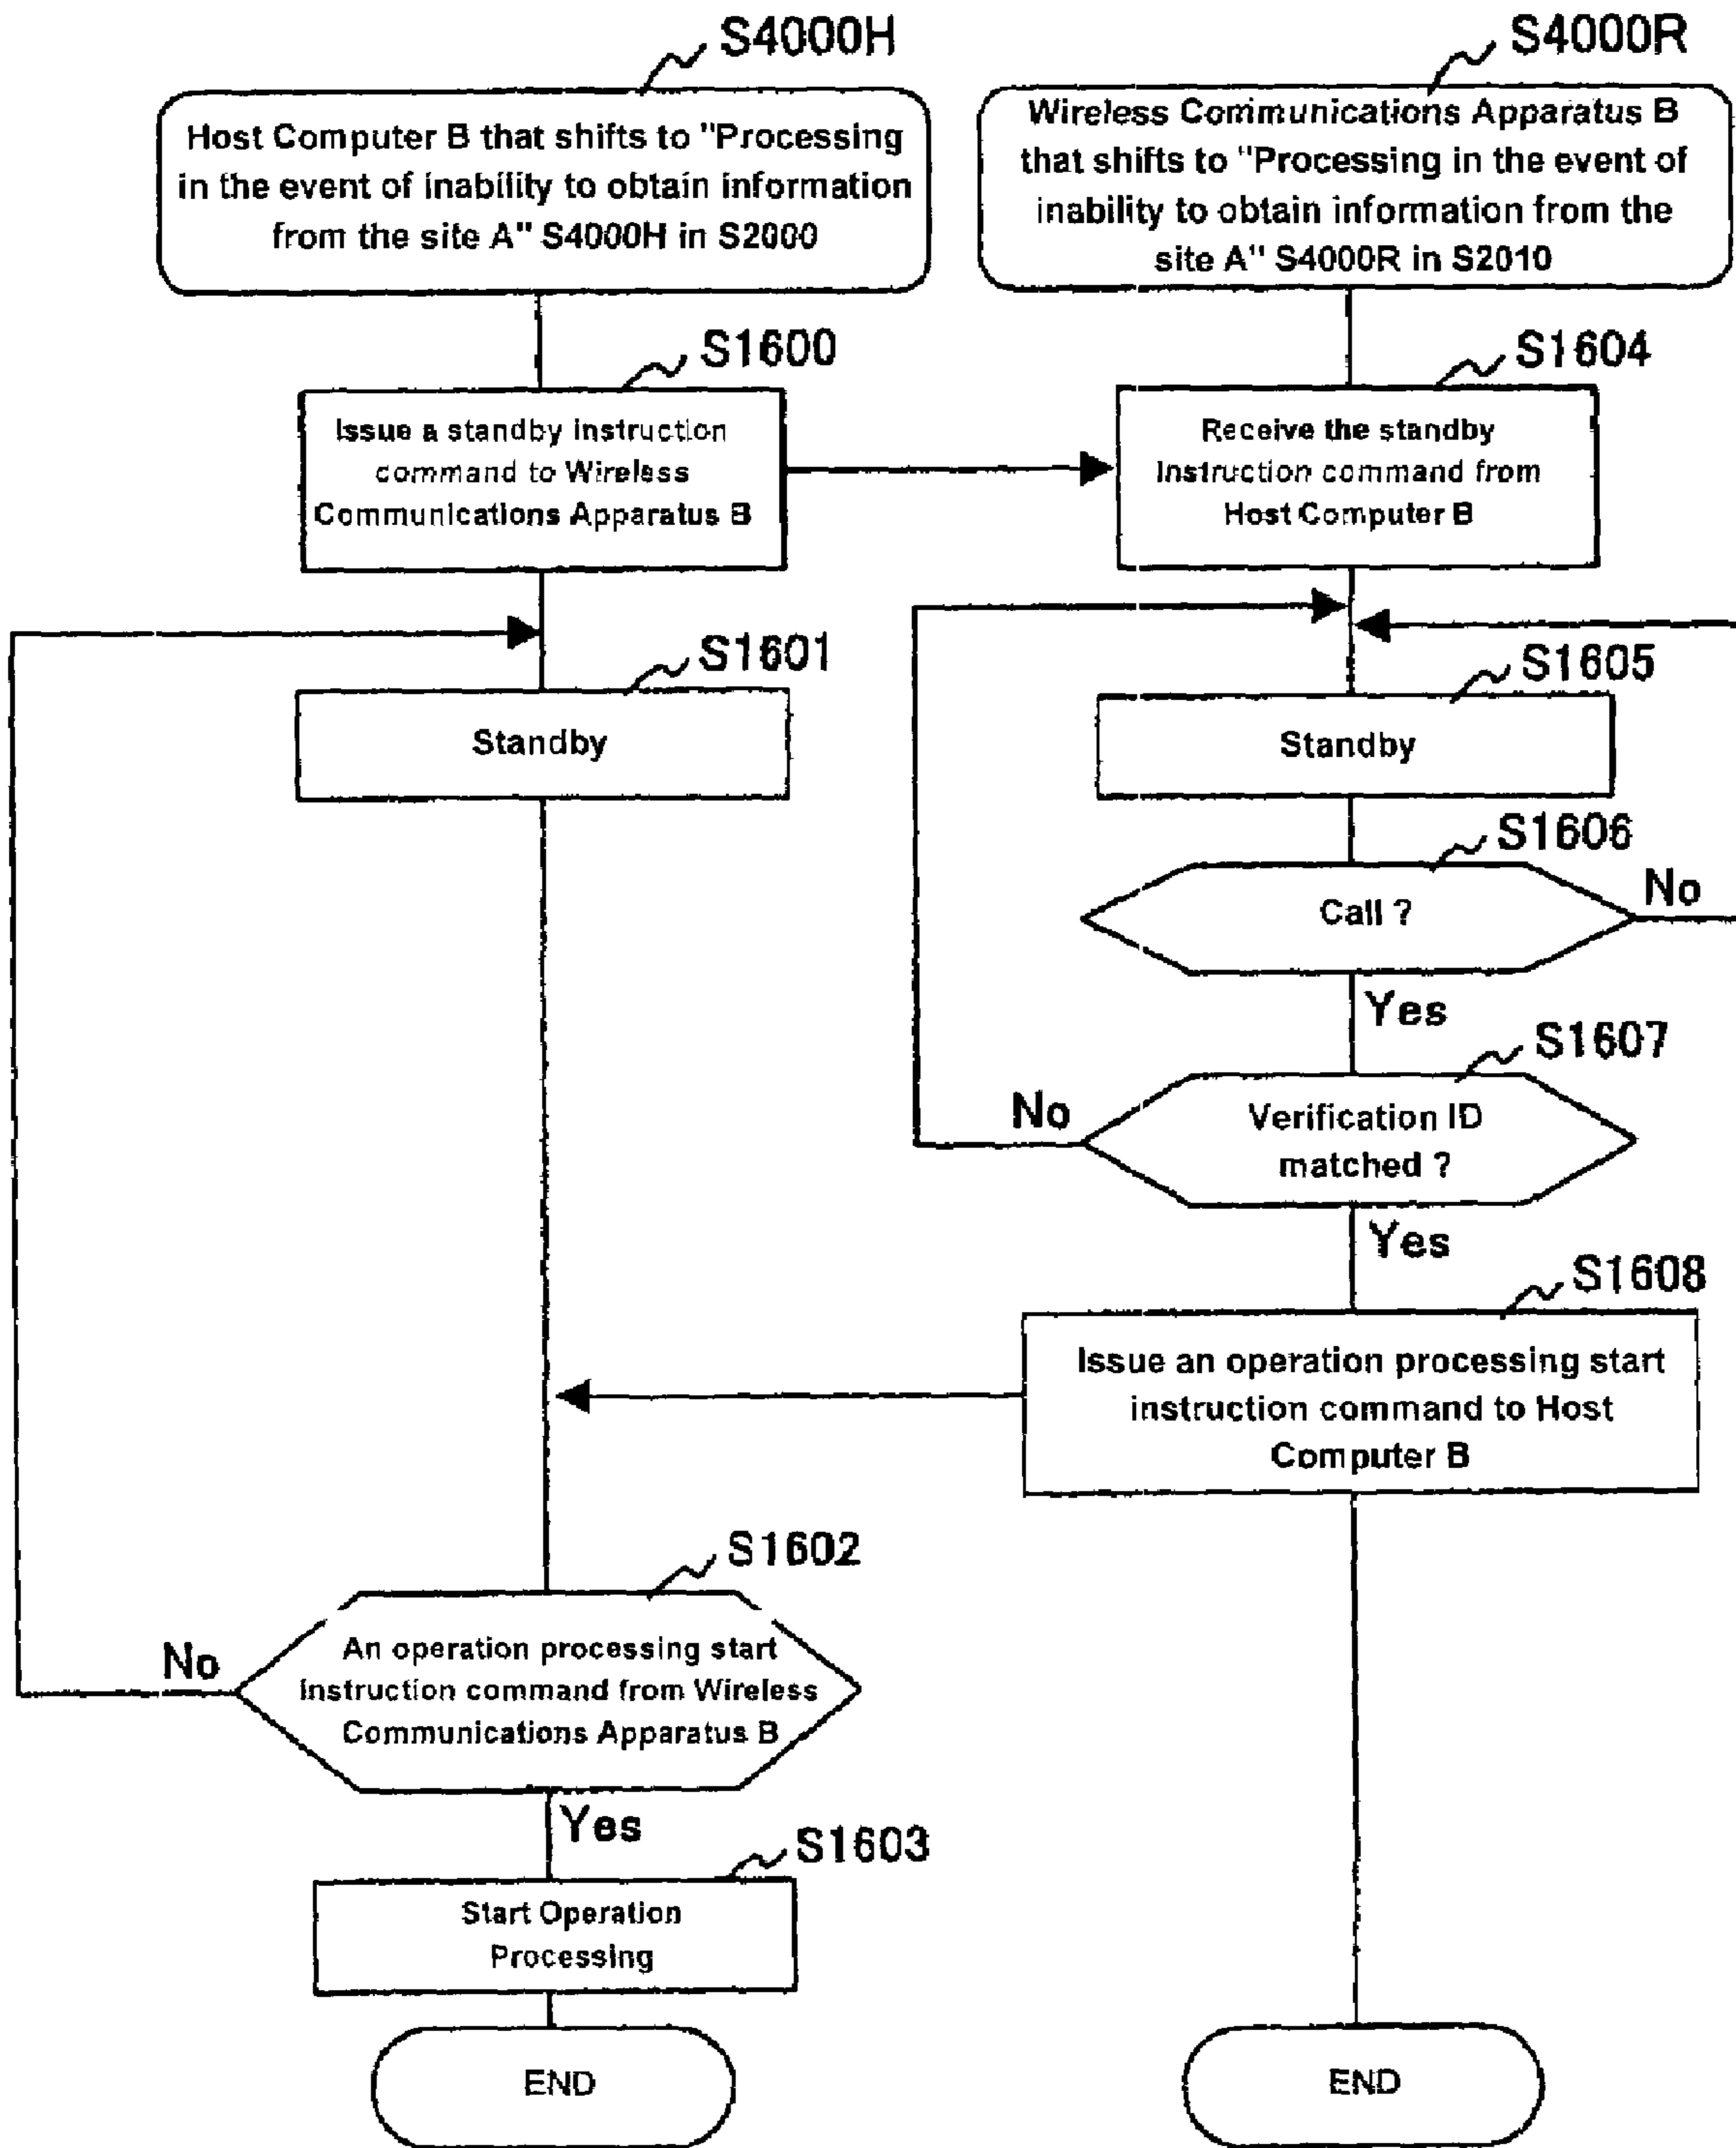 S4000H
Host Computer B that shifts to "Processing
in the event of inability to obtain information
from the site A" S4000H in S2000
S4000R
Wireless Communications Apparatus B
that shifts to "Processing in the event of
inability to obtain information from the
site A" S4000R in S2010
S1600
Issue a standby instruction
command to Wireless
Communications Apparatus B
S1604
Receive the standby
Instruction command from
Host Computer B
S1601
Standby
S1605
Standby
S1606
Call ?
No
Yes
S1607
Verification ID
matched ?
No
Yes
S1608
Issue an operation processing start
instruction command to Host
Computer B
S1602
An operation processing start
Instruction command from Wireless
Communications Apparatus B
No
Yes
S1603
Start Operation
Processing
END
END